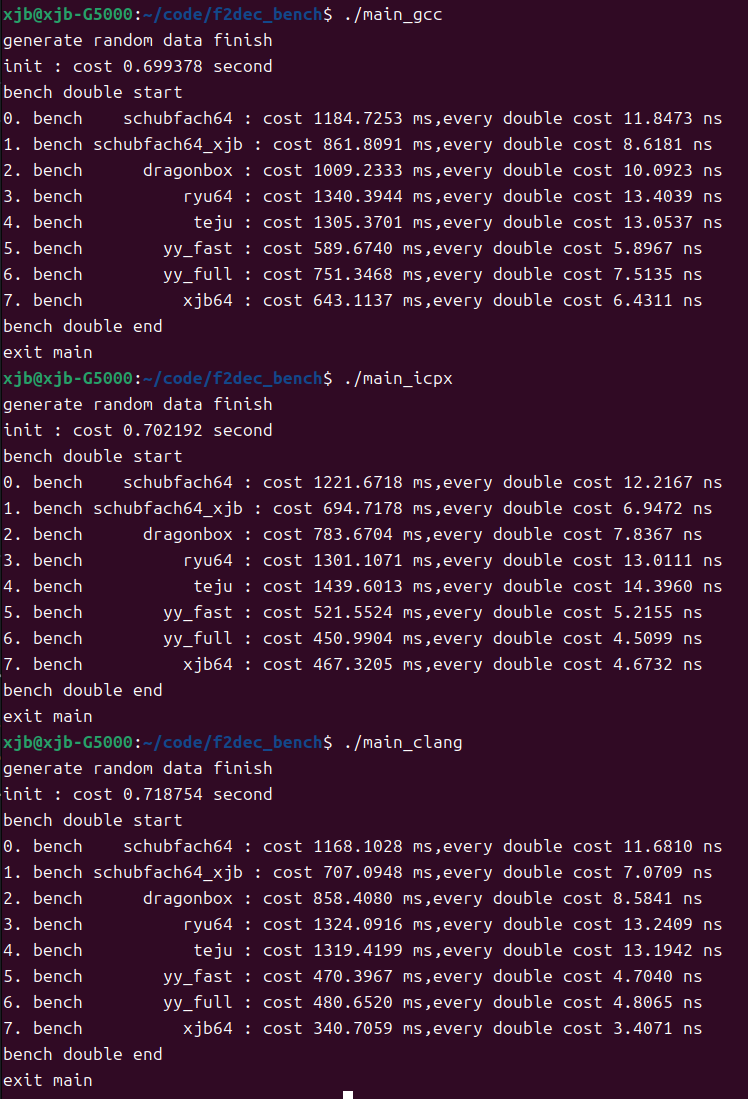 xjb@xjb-G5000:~/code/f2dec_bench$ ./main_gcc
generate random data finish
init : cost 0.699378 second
bench double start
0. bench    schubfach64 : cost 1184.7253 ms,every double cost 11.8473 ns
1. bench schubfach64_xjb : cost 861.8091 ms,every double cost 8.6181 ns
2. bench      dragonbox : cost 1009.2333 ms,every double cost 10.0923 ns
3. bench          ryu64 : cost 1340.3944 ms,every double cost 13.4039 ns
4. bench           teju : cost 1305.3701 ms,every double cost 13.0537 ns
5. bench        yy_fast : cost 589.6740 ms,every double cost 5.8967 ns
6. bench        yy_full : cost 751.3468 ms,every double cost 7.5135 ns
7. bench          xjb64 : cost 643.1137 ms,every double cost 6.4311 ns
bench double end
exit main
xjb@xjb-G5000:~/code/f2dec_bench$ ./main_icpx
generate random data finish
init : cost 0.702192 second
bench double start
0. bench    schubfach64 : cost 1221.6718 ms,every double cost 12.2167 ns
1. bench schubfach64_xjb : cost 694.7178 ms,every double cost 6.9472 ns
2. bench      dragonbox : cost 783.6704 ms,every double cost 7.8367 ns
3. bench          ryu64 : cost 1301.1071 ms,every double cost 13.0111 ns
4. bench           teju : cost 1439.6013 ms,every double cost 14.3960 ns
5. bench        yy_fast : cost 521.5524 ms,every double cost 5.2155 ns
6. bench        yy_full : cost 450.9904 ms,every double cost 4.5099 ns
7. bench          xjb64 : cost 467.3205 ms,every double cost 4.6732 ns
bench double end
exit main
xjb@xjb-G5000:~/code/f2dec_bench$ ./main_clang
generate random data finish
init : cost 0.718754 second
bench double start
0. bench    schubfach64 : cost 1168.1028 ms,every double cost 11.6810 ns
1. bench schubfach64_xjb : cost 707.0948 ms,every double cost 7.0709 ns
2. bench      dragonbox : cost 858.4080 ms,every double cost 8.5841 ns
3. bench          ryu64 : cost 1324.0916 ms,every double cost 13.2409 ns
4. bench           teju : cost 1319.4199 ms,every double cost 13.1942 ns
5. bench        yy_fast : cost 470.3967 ms,every double cost 4.7040 ns
6. bench        yy_full : cost 480.6520 ms,every double cost 4.8065 ns
7. bench          xjb64 : cost 340.7059 ms,every double cost 3.4071 ns
bench double end
exit main